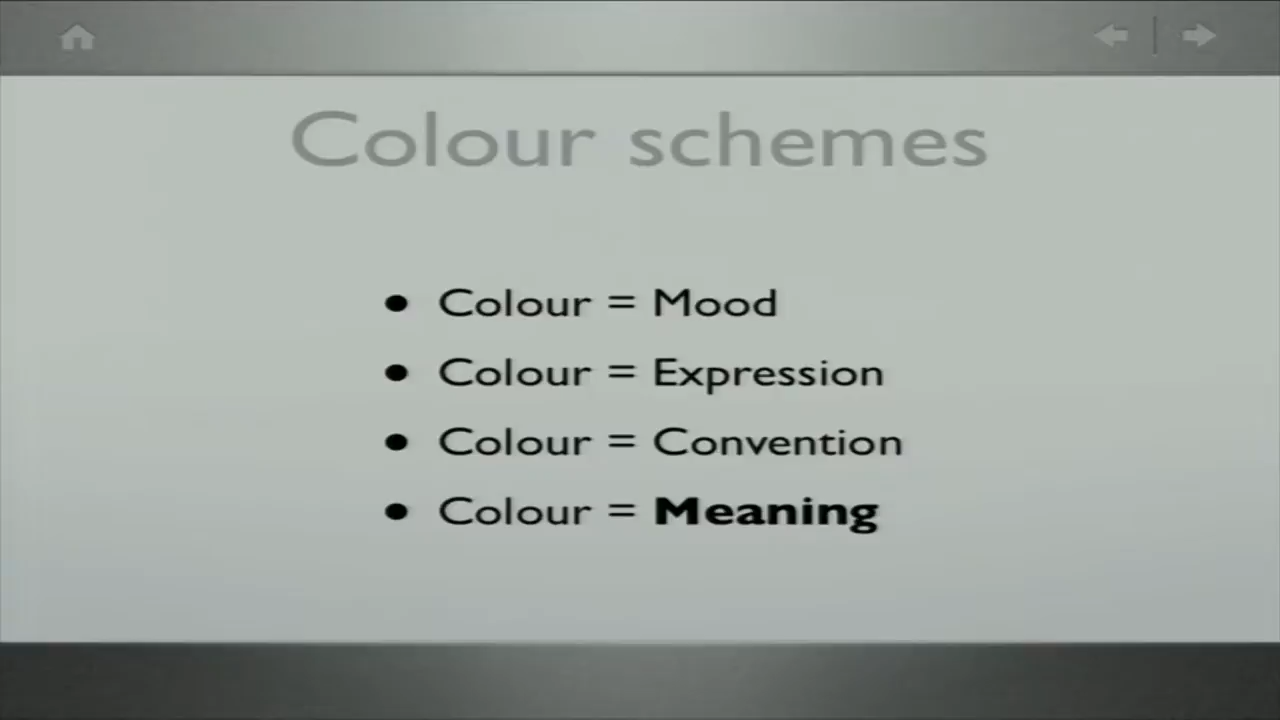 Colour schemes
• Colour = Mood
• Colour = Expression
• Colour = Convention
• Colour = Meaning